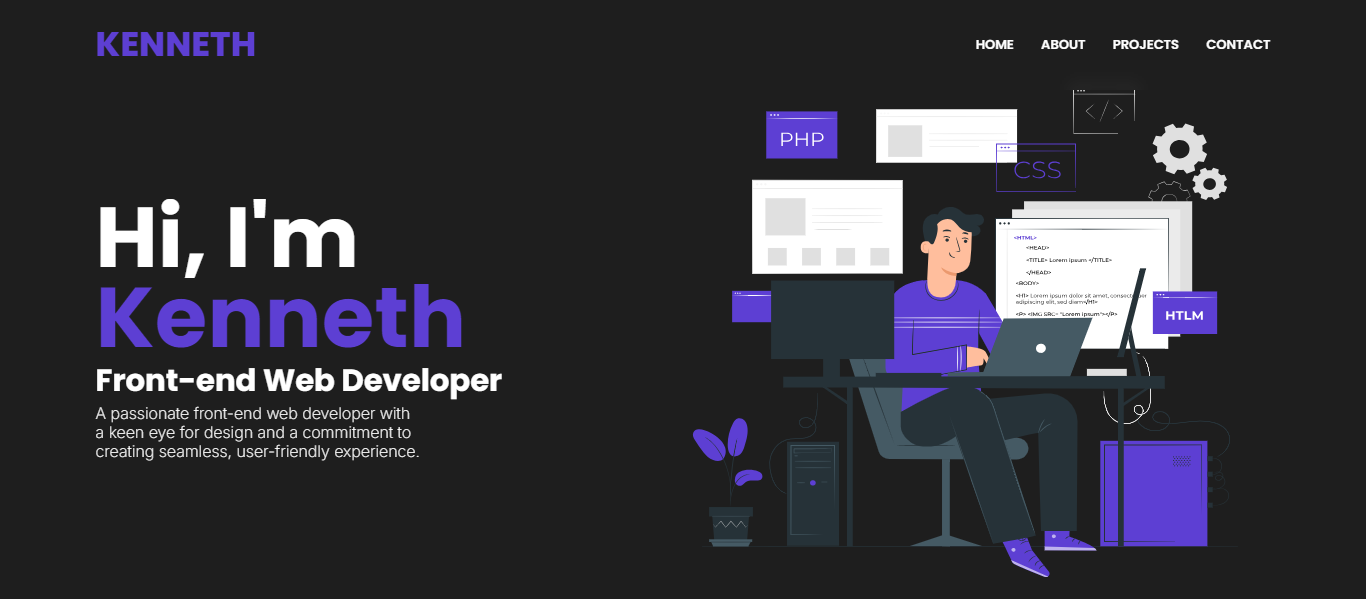 KENNETH
HOME
ABOUT
PROJECTS
CONTACT
Hi, I'm
Kenneth
Front-end Web Developer
A passionate front-end web developer with
a keen eye for design and a commitment to
creating seamless, user-friendly experience.
PHP
</>
CSS
<HTML>
<HEAD>
<TITLE> Lorem Ipsum </TITLE>
</HEAD>
<BODY>
<H1> Lorem ipsum dolor sit amet, consectetuer
adipiscing elit, sed diam</H1>
<P> <IMG SRC= "Lorem Ipsum"></P>
HTLM